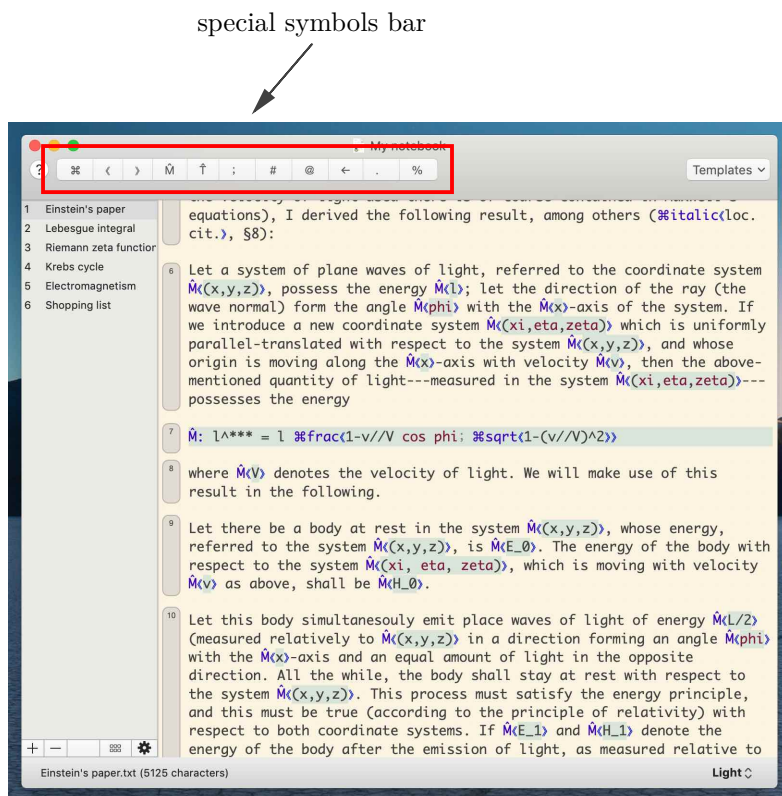 special symbols bar
My notebook
? ⌘ ‹ › M̂ T̂ ; # @ ← . % Templates
1 Einstein's paper
2 Lebesgue integral
3 Riemann zeta function
4 Krebs cycle
5 Electromagnetism
6 Shopping list
equations), I derived the following result, among others (⌘italic‹loc.
cit.›, §8):
6 Let a system of plane waves of light, referred to the coordinate system
M̂‹(x,y,z)›, possess the energy M̂‹l›; let the direction of the ray (the
wave normal) form the angle M̂‹phi› with the M̂‹x›-axis of the system. If
we introduce a new coordinate system M̂‹(xi,eta,zeta)› which is uniformly
parallel-translated with respect to the system M̂‹(x,y,z)›, and whose
origin is moving along the M̂‹x›-axis with velocity M̂‹v›, then the above-
mentioned quantity of light---measured in the system M̂‹(xi,eta,zeta)›---
possesses the energy
7 M̂: l^*** = l ⌘frac‹1-v//V cos phi; ⌘sqrt‹1-(v//V)^2››
8 where M̂‹V› denotes the velocity of light. We will make use of this
result in the following.
9 Let there be a body at rest in the system M̂‹(x,y,z)›, whose energy,
referred to the system M̂‹(x,y,z)›, is M̂‹E_0›. The energy of the body with
respect to the system M̂‹(xi, eta, zeta)›, which is moving with velocity
M̂‹v› as above, shall be M̂‹H_0›.
10 Let this body simultanesouly emit place waves of light of energy M̂‹L/2›
(measured relatively to M̂‹(x,y,z)› in a direction forming an angle M̂‹phi›
with the M̂‹x›-axis and an equal amount of light in the opposite
direction. All the while, the body shall stay at rest with respect to
the system M̂‹(x,y,z)›. This process must satisfy the energy principle,
and this must be true (according to the principle of relativity) with
respect to both coordinate systems. If M̂‹E_1› and M̂‹H_1› denote the
energy of the body after the emission of light, as measured relative to
Einstein's paper.txt (5125 characters)
Light